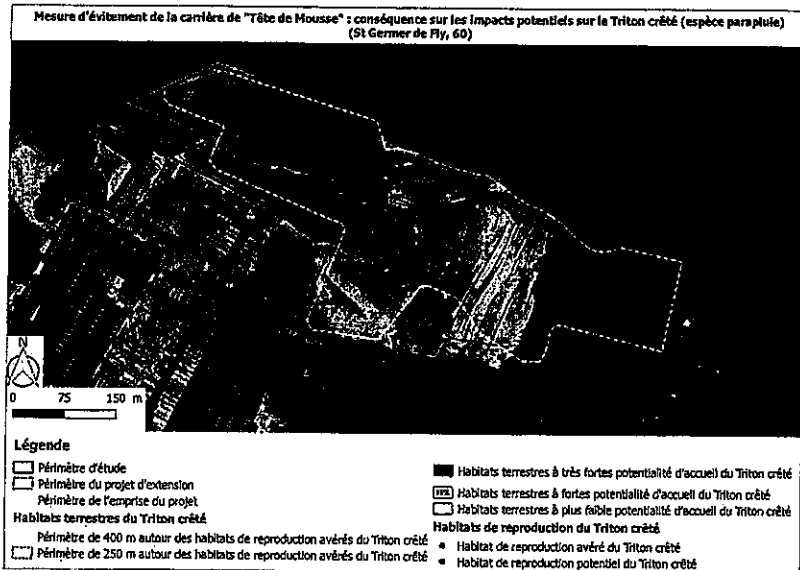 Mesure d'évitement de la carrière de "Tête de Mousse" : conséquence sur les impacts potentiels sur le Triton crêté (espèce parapluie)
(St Germer de Fly, 60)
N
0 75 150 m
Légende
Périmètre d'étude
Périmètre du projet d'extension
Périmètre de l'emprise du projet
Habitats terrestres du Triton crêté
Périmètre de 400 m autour des habitats de reproduction avérés du Triton crêté
Périmètre de 250 m autour des habitats de reproduction avérés du Triton crêté
Habitats terrestres à très fortes potentialité d'accueil du Triton crêté
Habitats terrestres à fortes potentialité d'accueil du Triton crêté
Habitats terrestres à plus faible potentialité d'accueil du Triton crêté
Habitats de reproduction du Triton crêté
Habitat de reproduction avéré du Triton crêté
Habitat de reproduction potentiel du Triton crêté